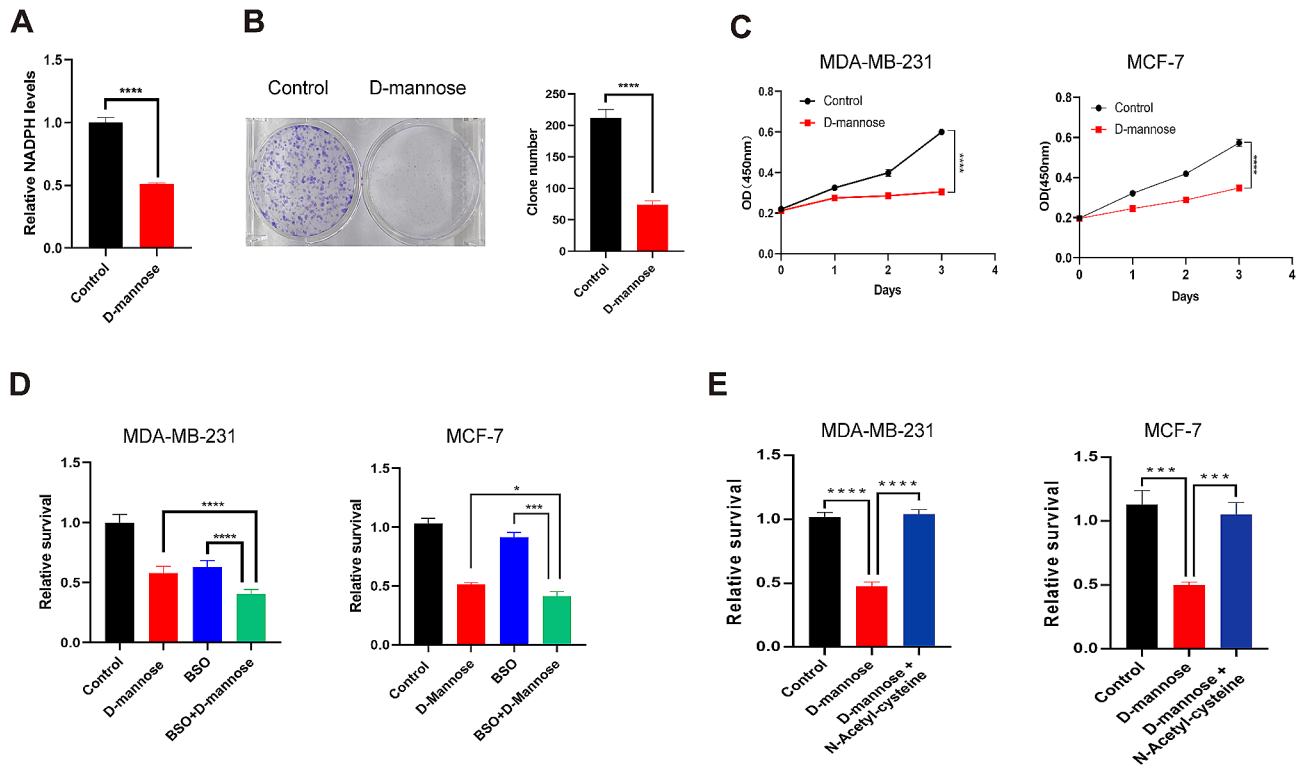 A
Relative NADPH levels
1.5
1.0
0.5
0.0
****
Control
D-mannose
B
Control
D-mannose
Clone number
250
200
150
100
50
0
****
Control
D-mannose
C
MDA-MB-231
OD (450nm)
0.8
0.6
0.4
0.2
0.0
Control
D-mannose
****
0
1
2
3
4
Days
MCF-7
OD(450nm)
0.8
0.6
0.4
0.2
0.0
Control
D-mannose
****
0
1
2
3
4
Days
D
MDA-MB-231
Relative survival
1.5
1.0
0.5
0.0
****
****
Control
D-mannose
BSO
BSO+D-mannose
MCF-7
Relative survival
1.5
1.0
0.5
0.0
*
***
Control
D-Mannose
BSO
BSO+D-Mannose
E
MDA-MB-231
Relative survival
1.5
1.0
0.5
0.0
****
****
Control
D-mannose
D-mannose +
N-Acetyl-cysteine
MCF-7
Relative survival
1.5
1.0
0.5
0.0
***
***
Control
D-mannose
D-mannose +
N-Acetyl-cysteine